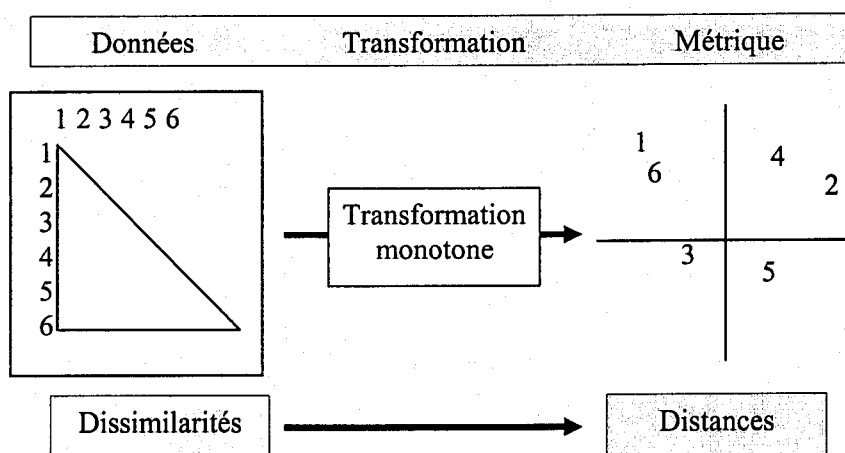 Données Transformation Métrique
1 2 3 4 5 6
1
2
3
4
5
6
Transformation
monotone
1
6
4
2
3
5
Dissimilarités
Distances